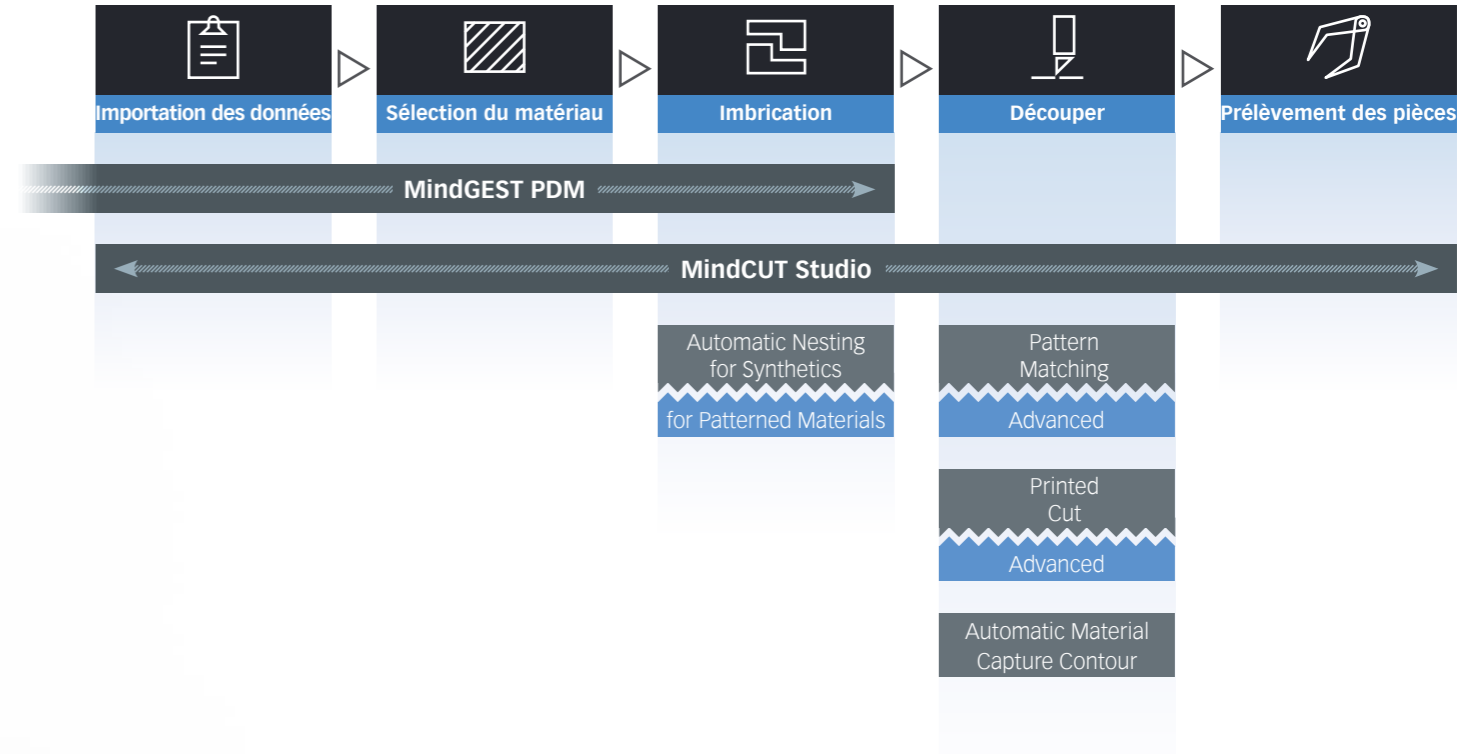 Importation des données
Sélection du matériau
Imbrication
Découper
Prélèvement des pièces
MindGEST PDM
MindCUT Studio
Automatic Nesting
for Synthetics
for Patterned Materials
Pattern
Matching
Advanced
Printed
Cut
Advanced
Automatic Material
Capture Contour